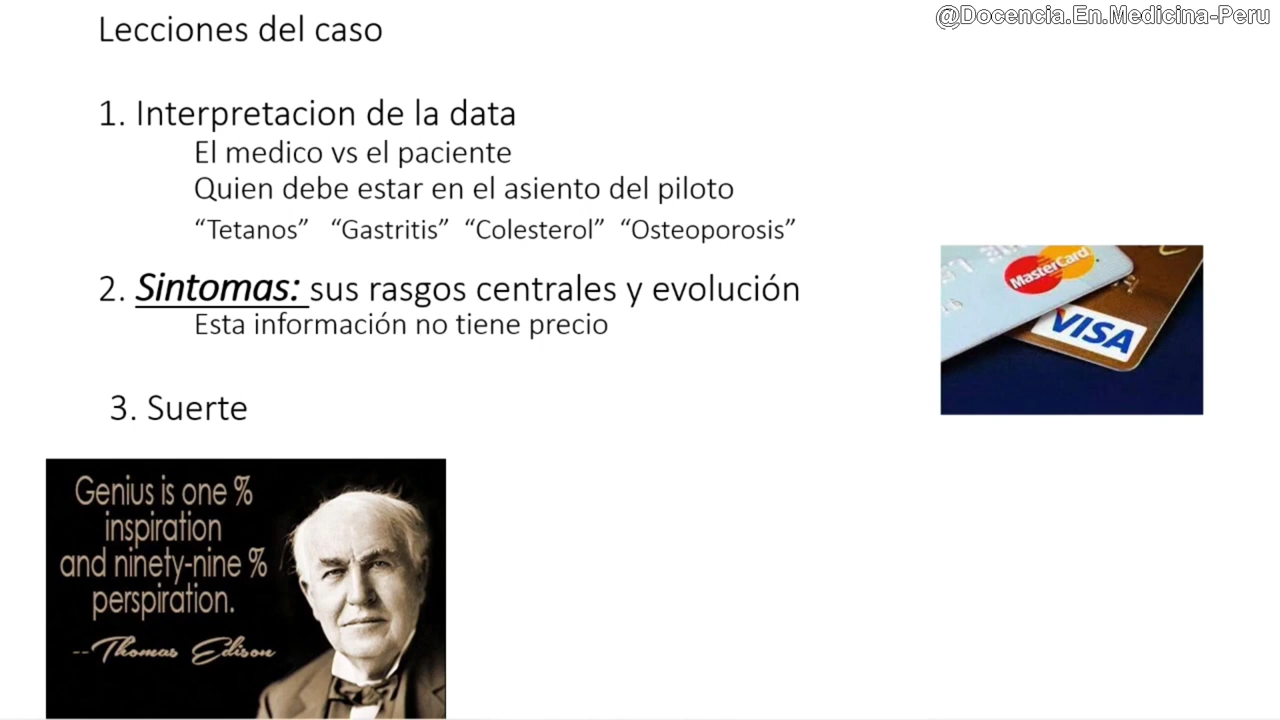 @Docencia.En.Medicina-Peru
Lecciones del caso
1. Interpretacion de la data
El medico vs el paciente
Quien debe estar en el asiento del piloto
“Tetanos” “Gastritis” “Colesterol” “Osteoporosis”
2. Sintomas: sus rasgos centrales y evolución
Esta información no tiene precio
MasterCard
VISA
3. Suerte
Genius is one %
inspiration
and ninety-nine %
perspiration.
--Thomas Edison